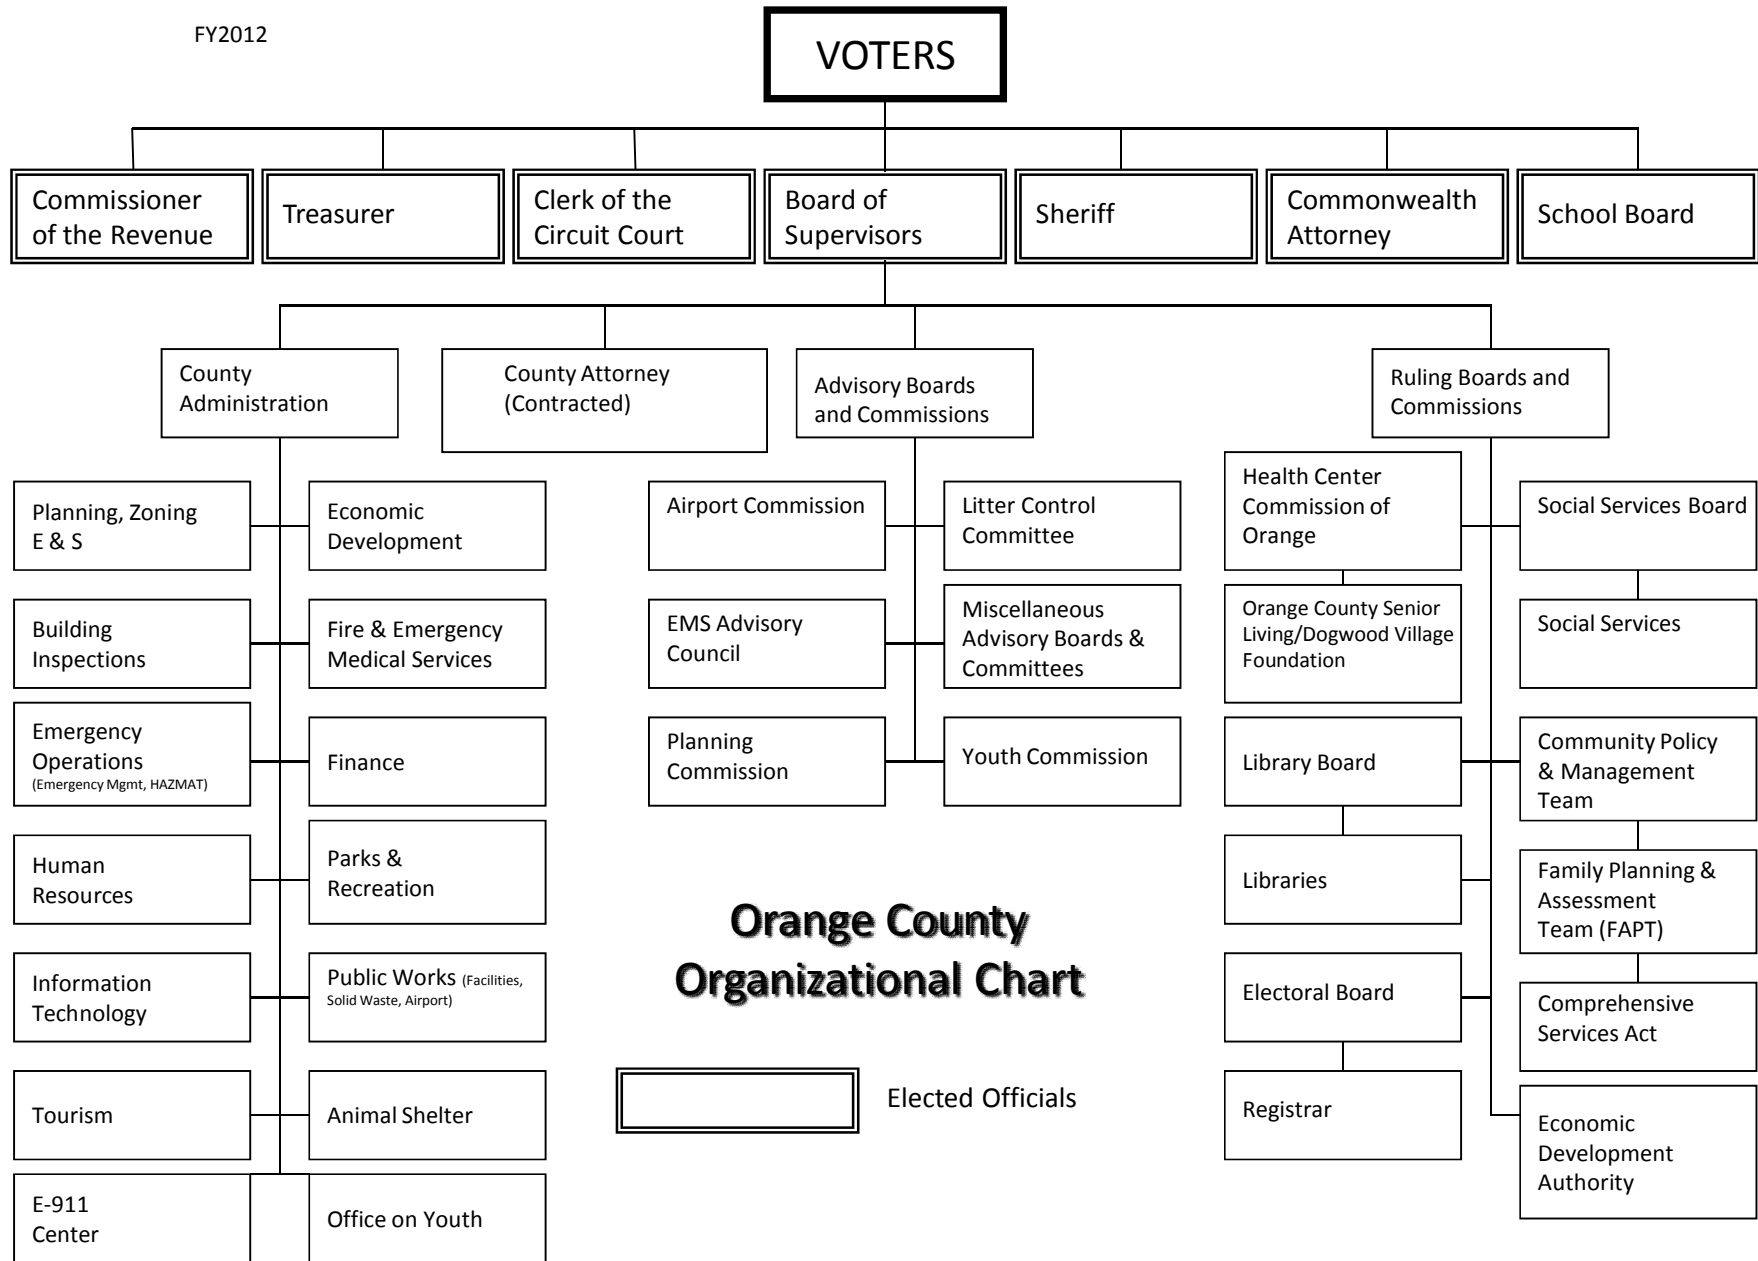 FY2012
VOTERS
Commissioner
of the Revenue
Treasurer
Clerk of the
Circuit Court
Board of
Supervisors
Sheriff
Commonwealth
Attorney
School Board
County
Administration
County Attorney
(Contracted)
Advisory Boards
and Commissions
Ruling Boards and
Commissions
Planning, Zoning
E & S
Economic
Development
Building
Inspections
Fire & Emergency
Medical Services
Emergency
Operations
(Emergency Mgmt, HAZMAT)
Finance
Human
Resources
Parks &
Recreation
Information
Technology
Public Works (Facilities,
Solid Waste, Airport)
Tourism
Animal Shelter
E-911
Center
Office on Youth
Airport Commission
Litter Control
Committee
EMS Advisory
Council
Miscellaneous
Advisory Boards &
Committees
Planning
Commission
Youth Commission
Health Center
Commission of
Orange
Social Services Board
Orange County Senior
Living/Dogwood Village
Foundation
Social Services
Library Board
Community Policy
& Management
Team
Libraries
Family Planning &
Assessment
Team (FAPT)
Electoral Board
Comprehensive
Services Act
Registrar
Economic
Development
Authority
Orange County
Organizational Chart
Elected Officials